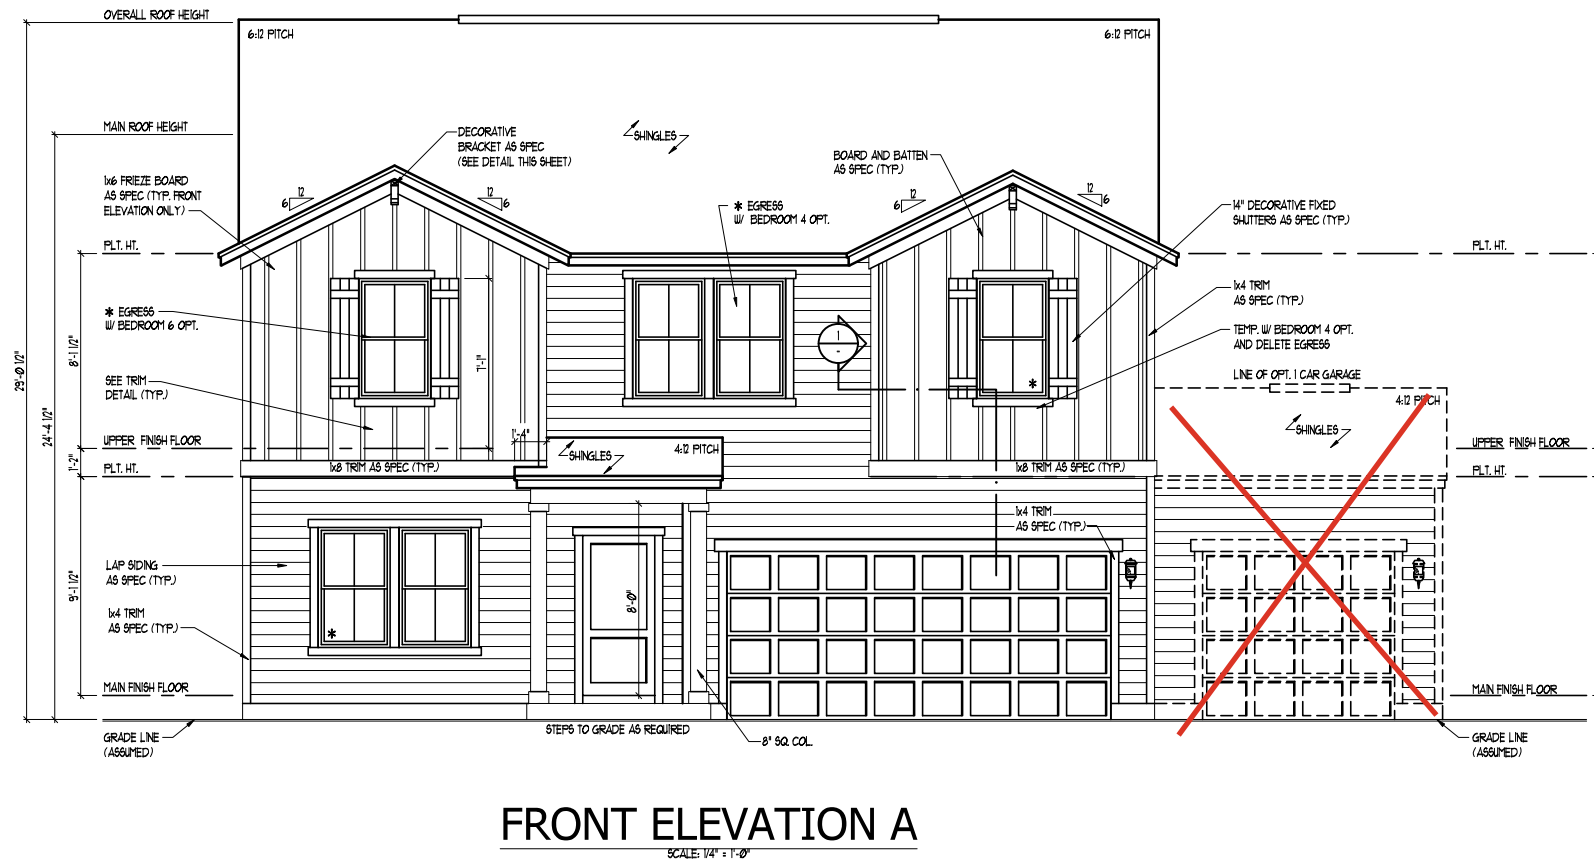 OVERALL ROOF HEIGHT
6:12 PITCH
6:12 PITCH
MAIN ROOF HEIGHT
DECORATIVE
BRACKET AS SPEC
(SEE DETAIL THIS SHEET)
SHINGLES
BOARD AND BATTEN
AS SPEC (TYP.)
1x6 FRIEZE BOARD
AS SPEC (TYP. FRONT
ELEVATION ONLY)
12
6
12
6
* EGRESS
W/ BEDROOM 4 OPT.
12
6
12
6
14" DECORATIVE FIXED
SHUTTERS AS SPEC (TYP.)
PLT. HT.
PLT. HT.
1x4 TRIM
AS SPEC (TYP.)
* EGRESS
W/ BEDROOM 6 OPT.
TEMP. W/ BEDROOM 4 OPT.
AND DELETE EGRESS
1
-
8'-1 1/2"
29'-0 1/2"
7'-1"
SEE TRIM
DETAIL (TYP.)
*
LINE OF OPT. 1 CAR GARAGE
4:12 PITCH
24'-4 1/2"
SHINGLES
UPPER FINISH FLOOR
1'-4"
4:12 PITCH
SHINGLES
UPPER FINISH FLOOR
1'-2"
PLT. HT.
1x8 TRIM AS SPEC (TYP.)
1x8 TRIM AS SPEC (TYP.)
PLT. HT.
1x4 TRIM
AS SPEC (TYP.)
LAP SIDING
AS SPEC (TYP.)
9'-1 1/2"
8'-0"
1x4 TRIM
AS SPEC (TYP.)
*
MAIN FINISH FLOOR
MAIN FINISH FLOOR
STEPS TO GRADE AS REQUIRED
8" SQ. COL.
GRADE LINE
(ASSUMED)
GRADE LINE
(ASSUMED)
FRONT ELEVATION A
SCALE: 1/4" = 1'-0"